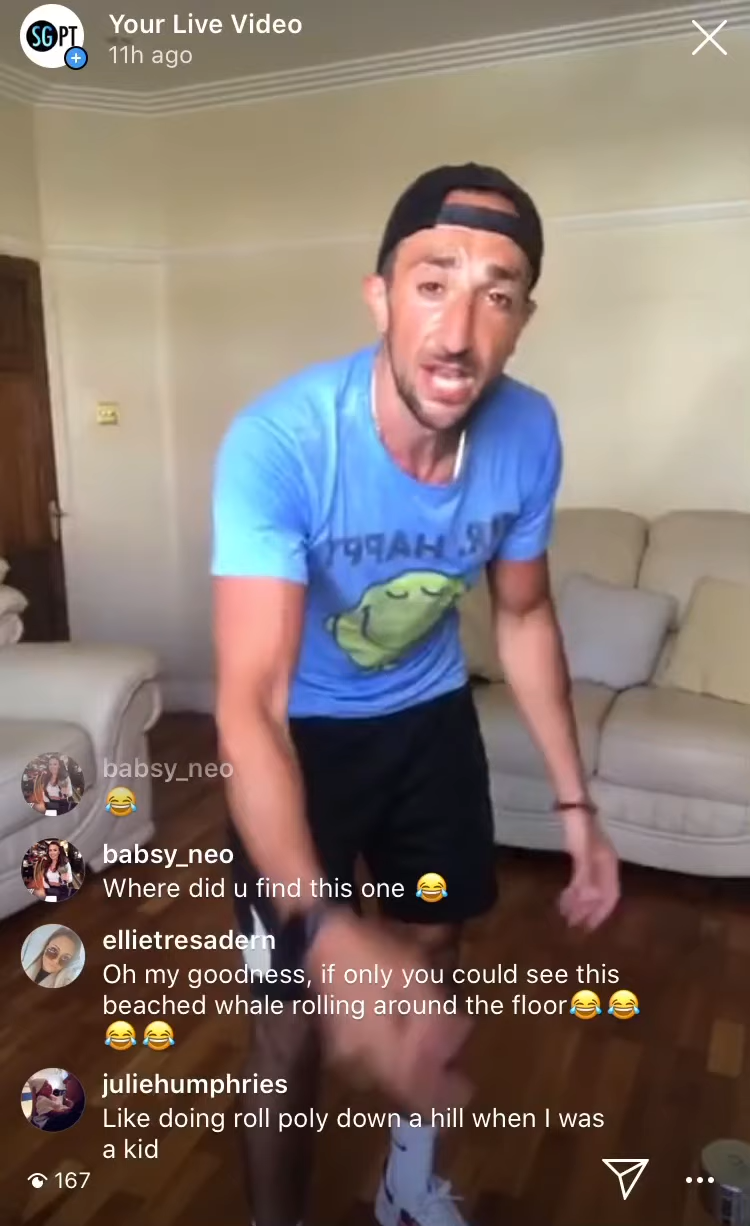 SGPT
Your Live Video
11h ago
MR. HAPPY
babsy_neo
😂
babsy_neo
Where did u find this one 😂
ellietresadern
Oh my goodness, if only you could see this
beached whale rolling around the floor😂😂
😂😂
juliehumphries
Like doing roll poly down a hill when I was
a kid
167